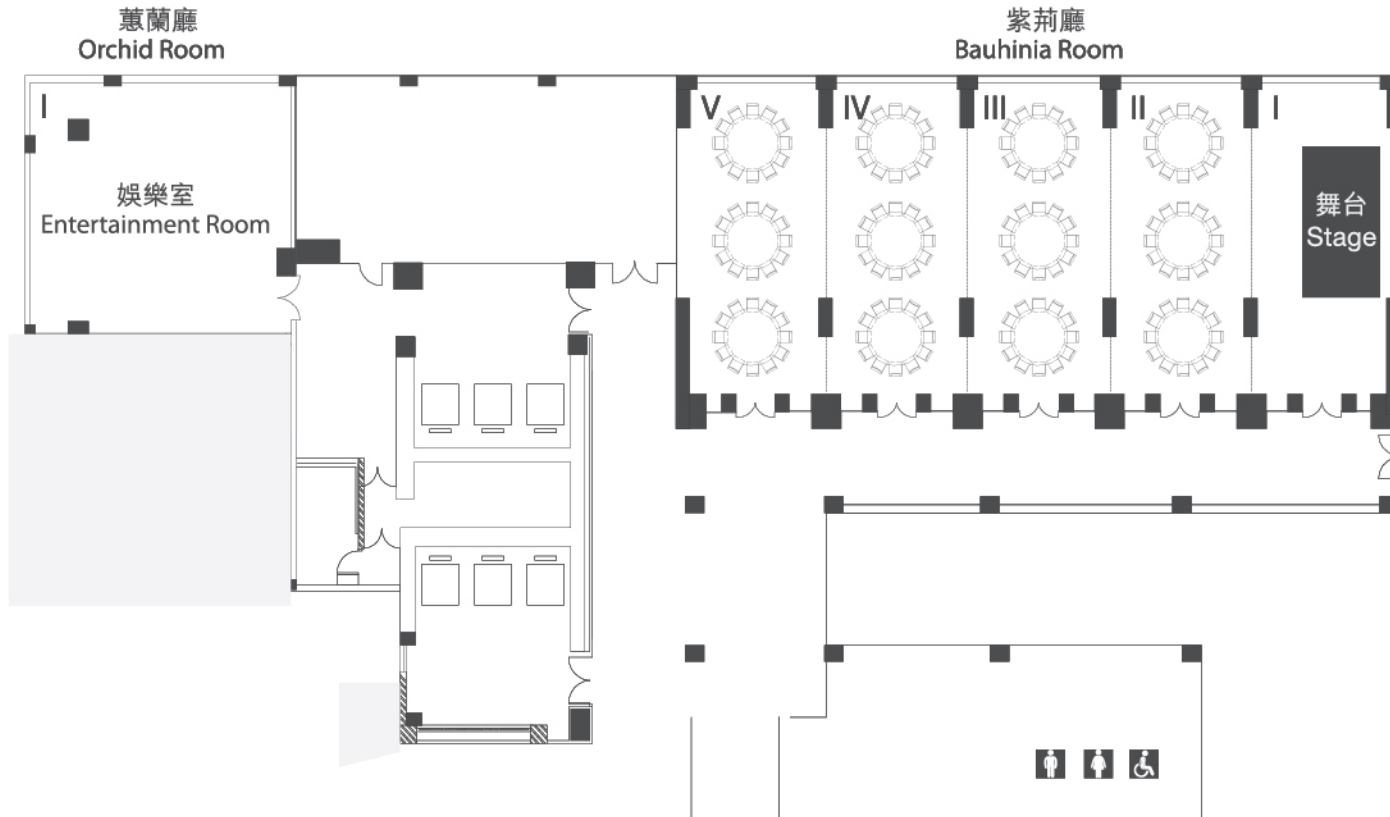 蕙蘭廳
Orchid Room
紫荊廳
Bauhinia Room
I
娛樂室
Entertainment Room
V
IV
III
II
I
舞台
Stage